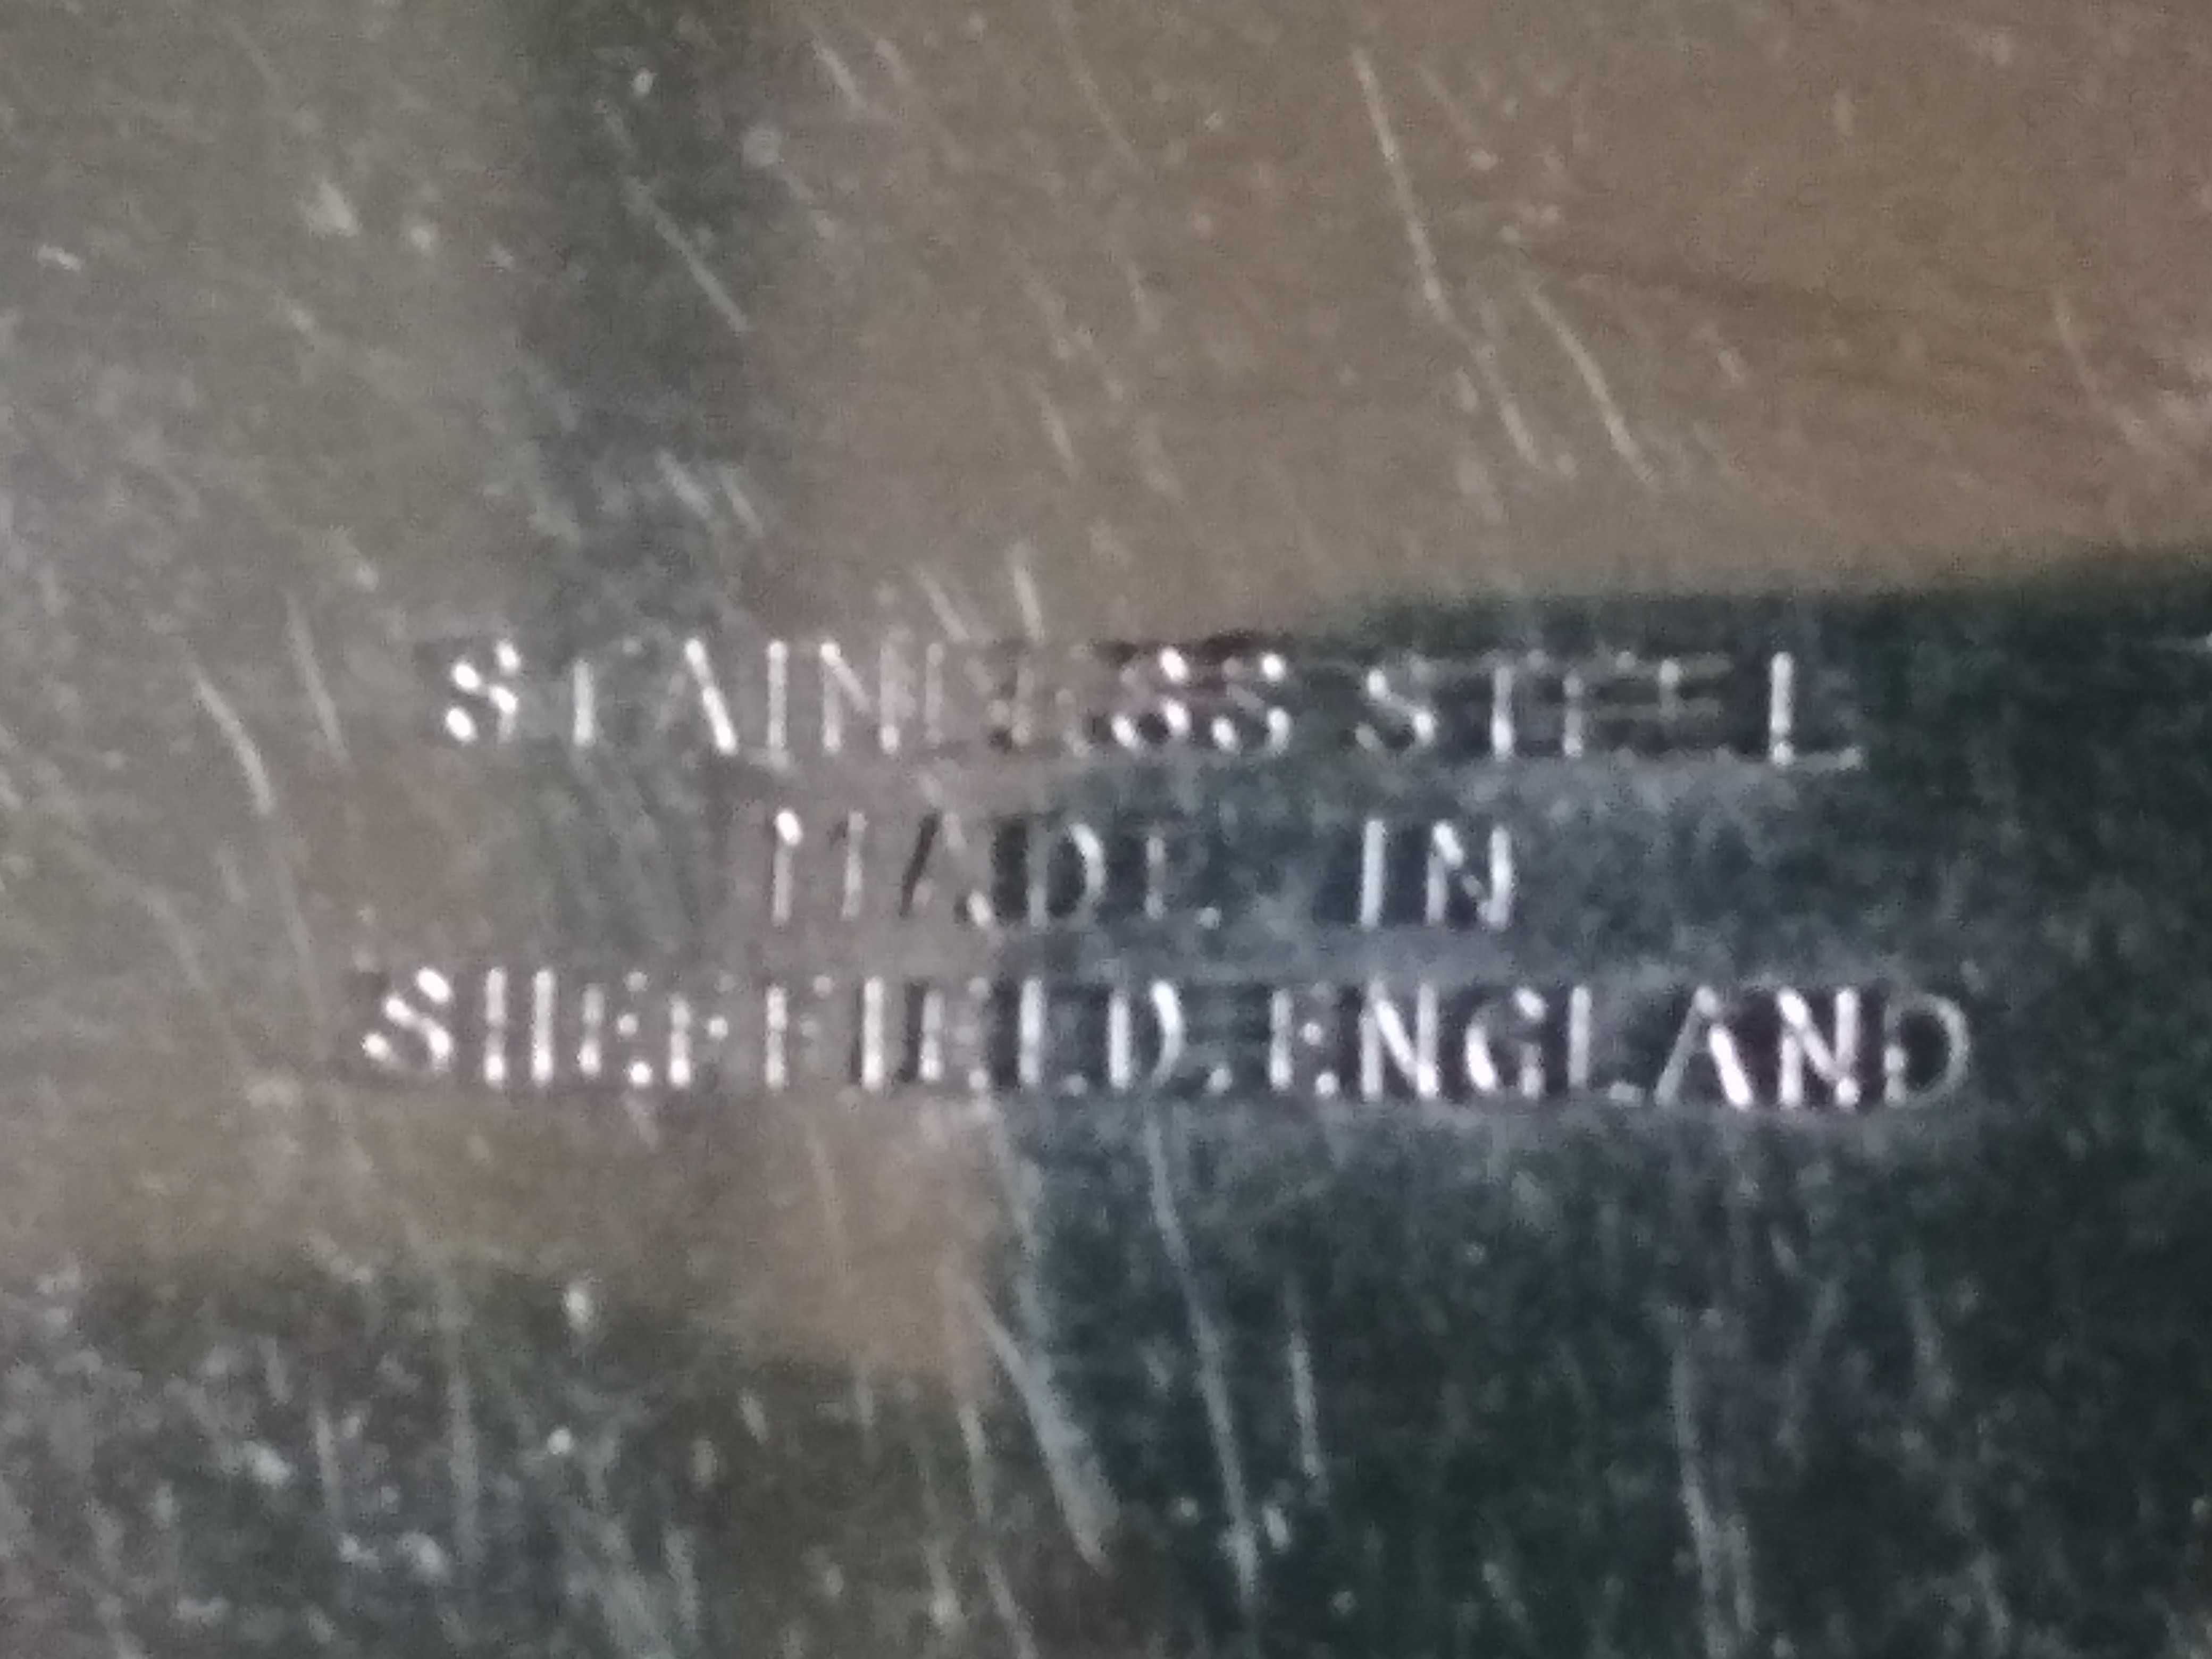 STAINLESS STEEL
MADE IN
SHEFFIELD, ENGLAND